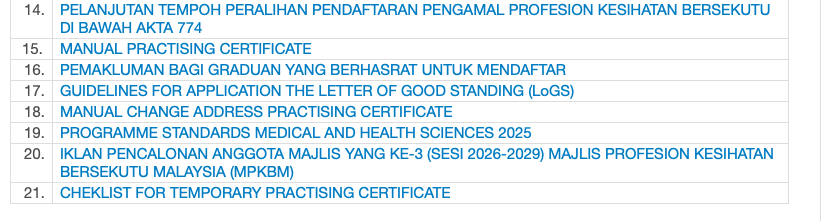 14. PELANJUTAN TEMPOH PERALIHAN PENDAFTARAN PENGAMAL PROFESION KESIHATAN BERSEKUTU
DI BAWAH AKTA 774
15. MANUAL PRACTISING CERTIFICATE
16. PEMAKLUMAN BAGI GRADUAN YANG BERHASRAT UNTUK MENDAFTAR
17. GUIDELINES FOR APPLICATION THE LETTER OF GOOD STANDING (LoGS)
18. MANUAL CHANGE ADDRESS PRACTISING CERTIFICATE
19. PROGRAMME STANDARDS MEDICAL AND HEALTH SCIENCES 2025
20. IKLAN PENCALONAN ANGGOTA MAJLIS YANG KE-3 (SESI 2026-2029) MAJLIS PROFESION KESIHATAN
BERSEKUTU MALAYSIA (MPKBM)
21. CHEKLIST FOR TEMPORARY PRACTISING CERTIFICATE